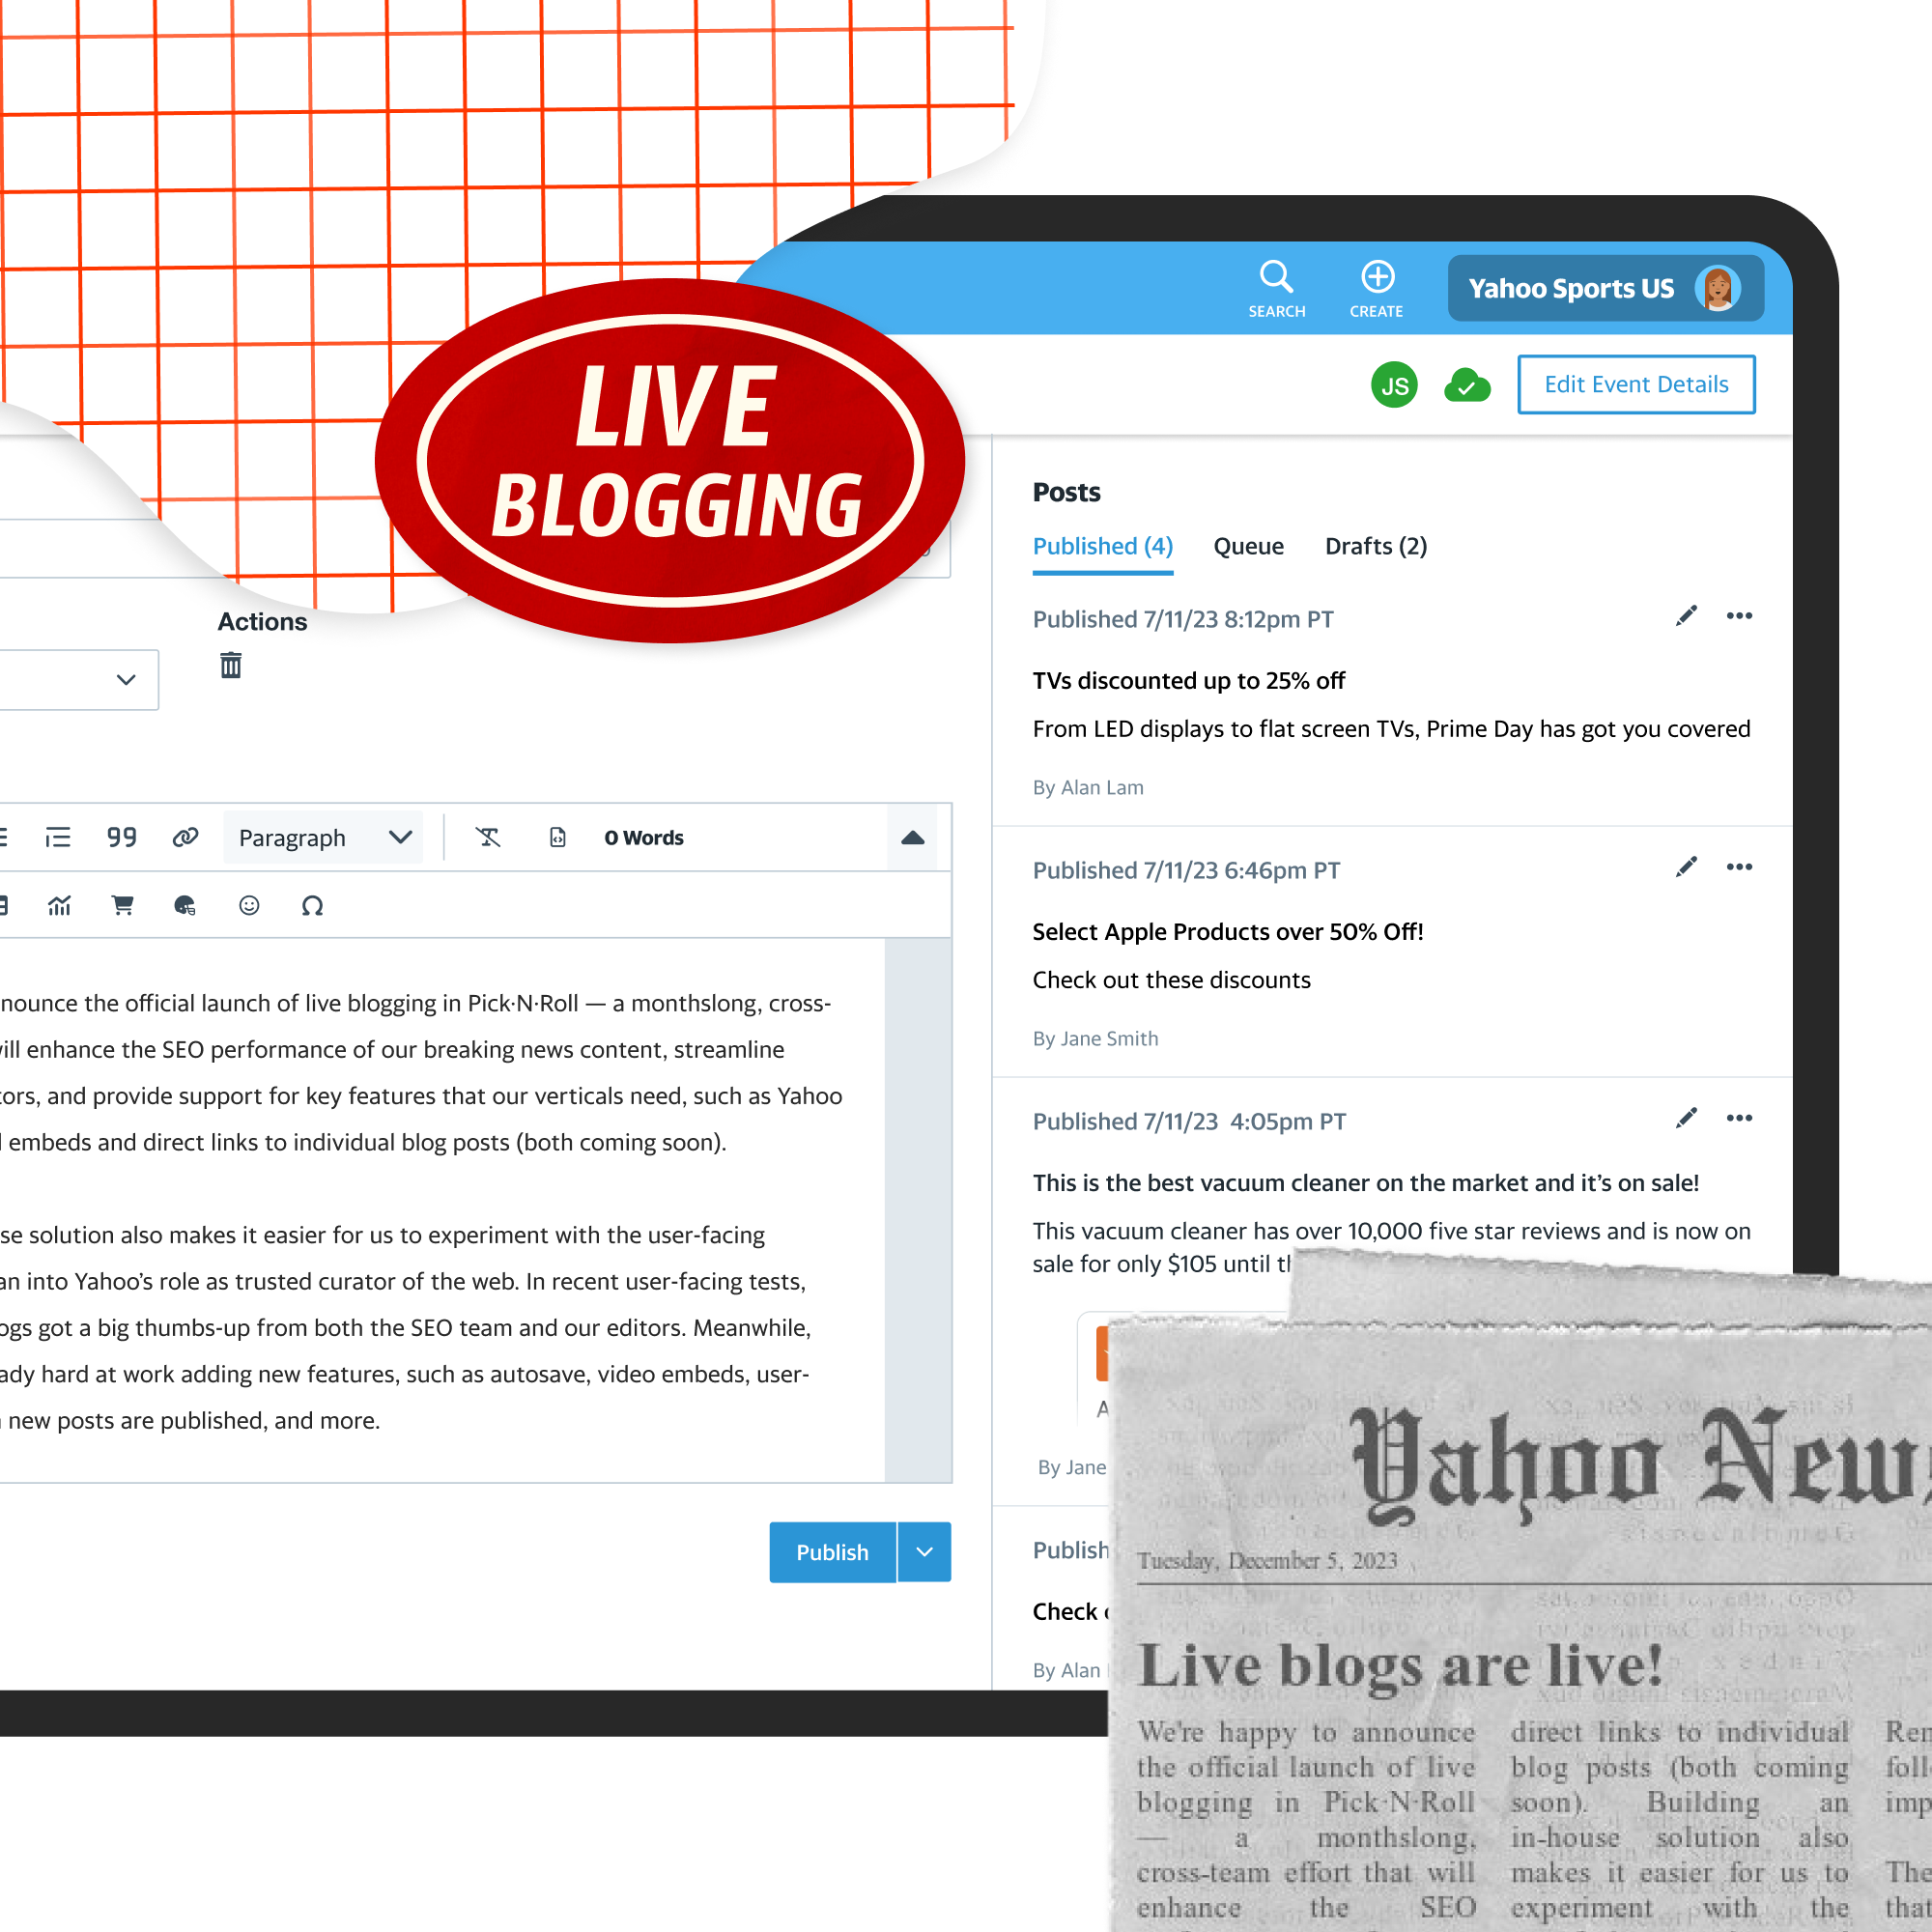 SEARCH
CREATE
Yahoo Sports US
LIVE
BLOGGING
JS
Edit Event Details
Actions
Paragraph
0 Words
nounce the official launch of live blogging in Pick·N·Roll — a monthslong, cross-
will enhance the SEO performance of our breaking news content, streamline
tors, and provide support for key features that our verticals need, such as Yahoo
embeds and direct links to individual blog posts (both coming soon).
se solution also makes it easier for us to experiment with the user-facing
an into Yahoo’s role as trusted curator of the web. In recent user-facing tests,
ogs got a big thumbs-up from both the SEO team and our editors. Meanwhile,
ady hard at work adding new features, such as autosave, video embeds, user-
new posts are published, and more.
Publish
Posts
Published (4) Queue Drafts (2)
Published 7/11/23 8:12pm PT
TVs discounted up to 25% off
From LED displays to flat screen TVs, Prime Day has got you covered
By Alan Lam
Published 7/11/23 6:46pm PT
Select Apple Products over 50% Off!
Check out these discounts
By Jane Smith
Published 7/11/23 4:05pm PT
This is the best vacuum cleaner on the market and it’s on sale!
This vacuum cleaner has over 10,000 five star reviews and is now on
sale for only $105 until th
A
By Jane
Publish
Check
By Alan
Yahoo News
Tuesday, December 5, 2023
Live blogs are live!
We're happy to announce
the official launch of live
blogging in Pick·N·Roll
— a monthslong,
cross-team effort that will
enhance the SEO
direct links to individual
blog posts (both coming
soon). Building an
in-house solution also
makes it easier for us to
experiment with the
Ren
foll
imp
The
that